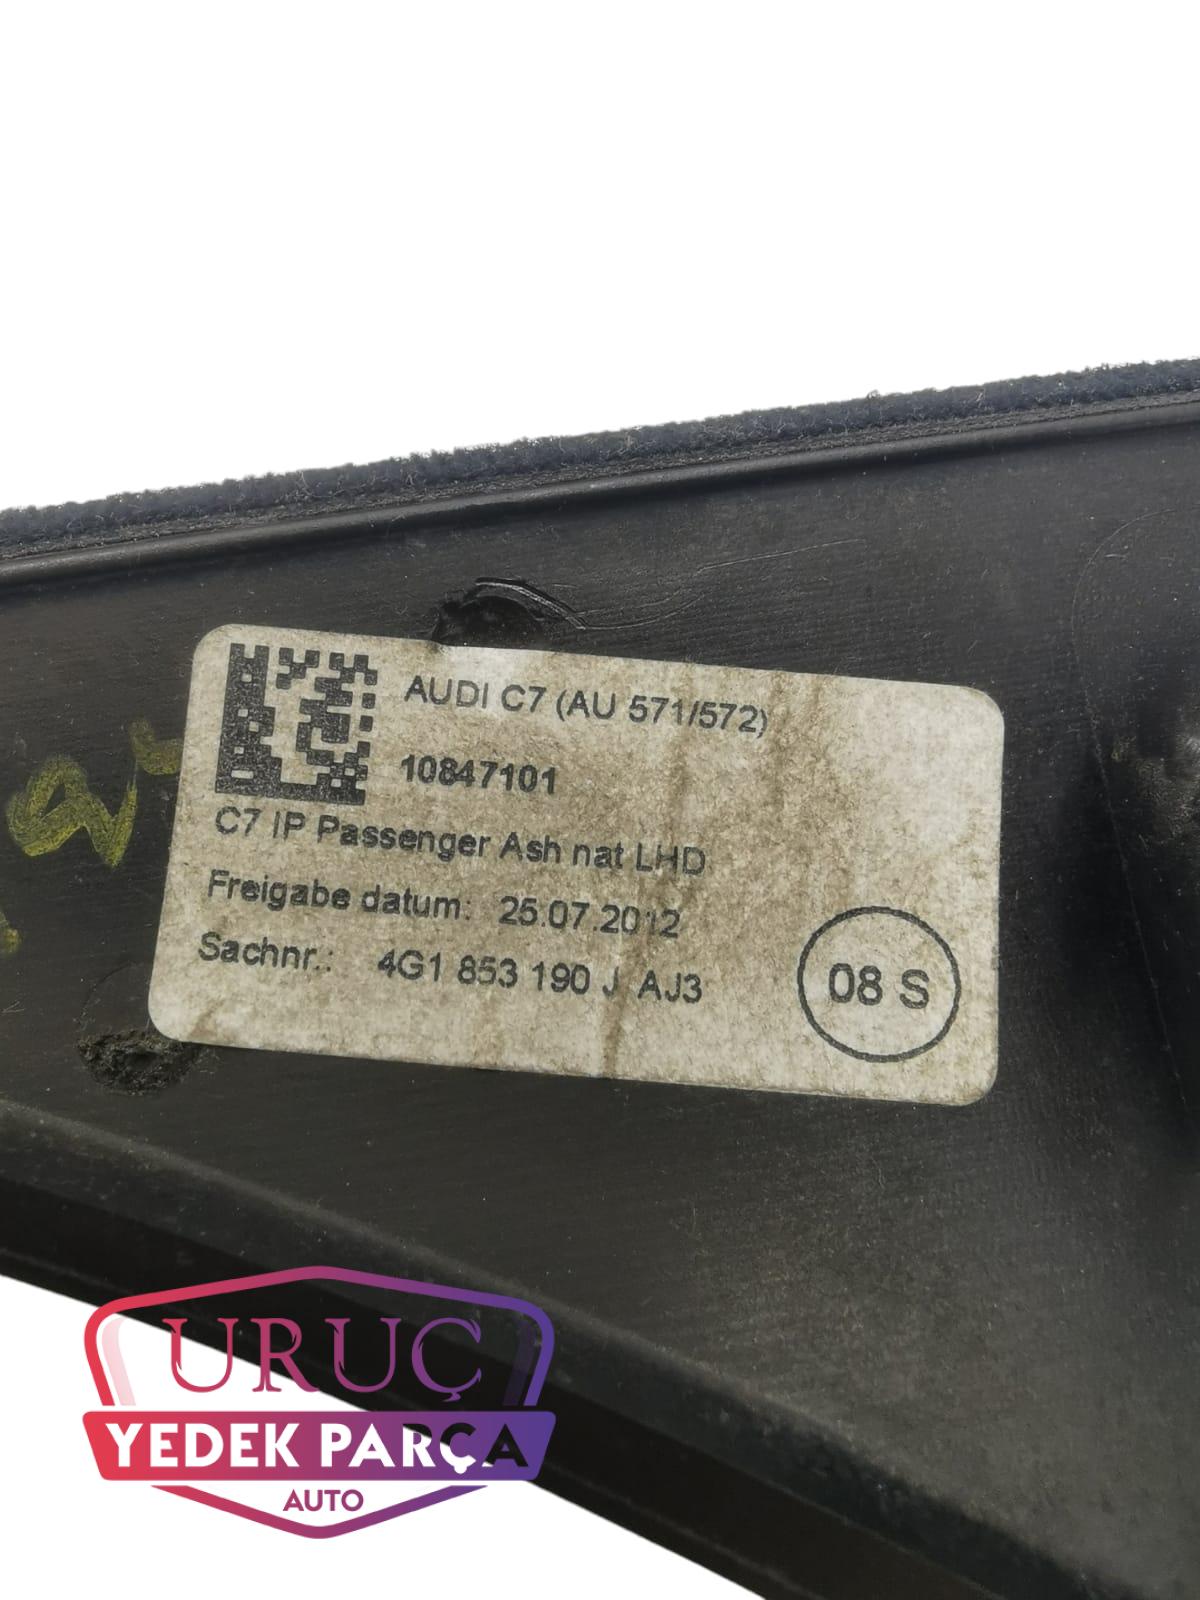 AUDI C7 (AU 571/572)
10847101
C7 IP Passenger Ash nat LHD
Freigabe datum: 25.07.2012
Sachnr.: 4G1 853 190 J AJ3
08 S
URUÇ
YEDEK PARÇA
AUTO